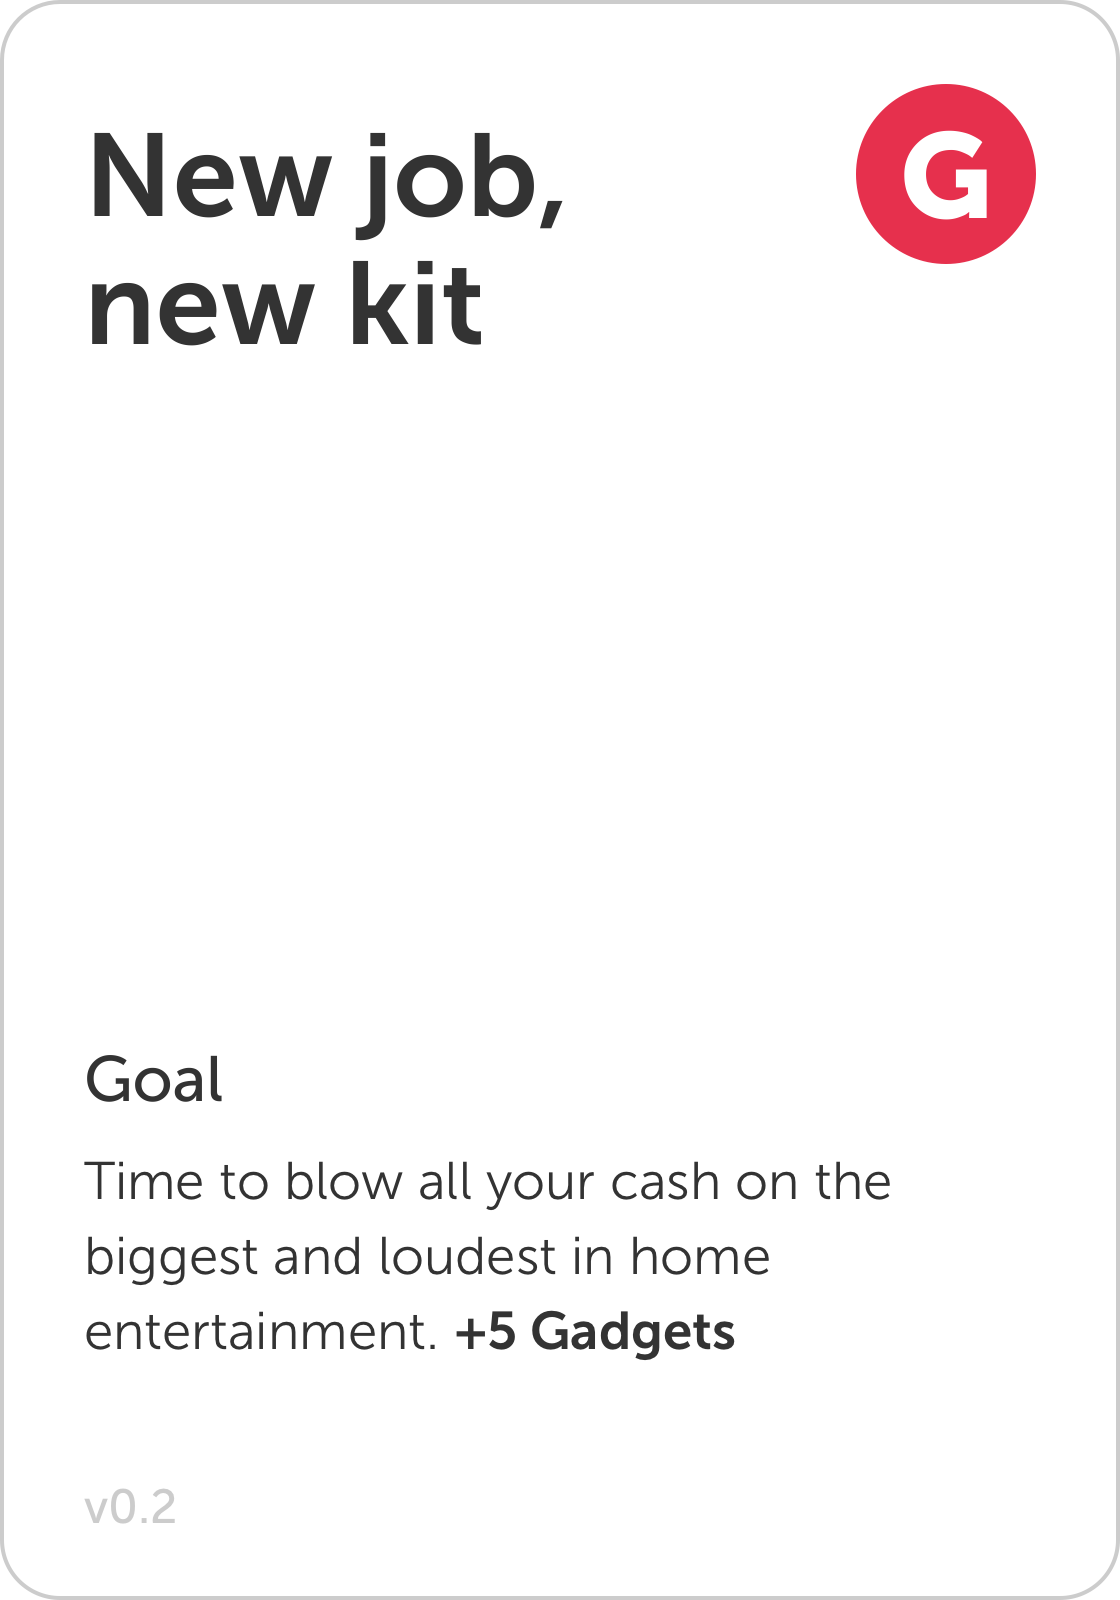 New job,
G
new kit
Goal
Time to blow all your cash on the
biggest and loudest in home
entertainment. +5 Gadgets
v0.2